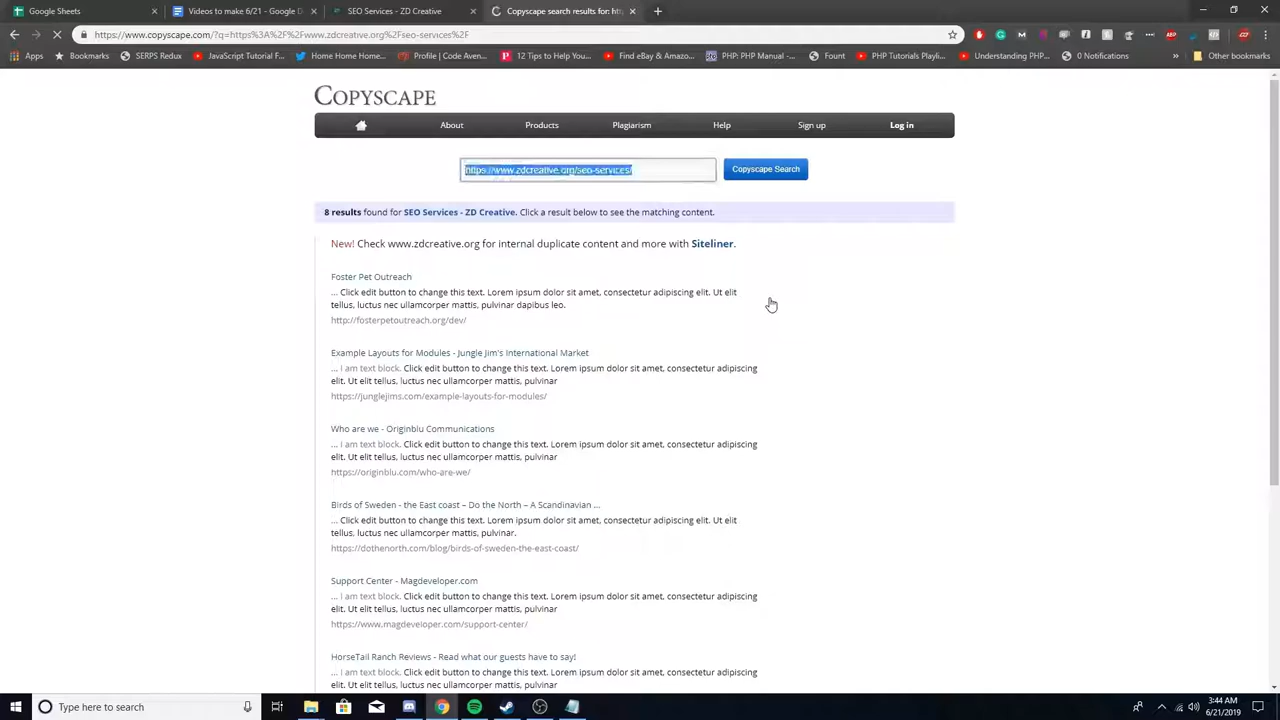 Google Sheets
Videos to make 6/21 - Google D
SEO Services - ZD Creative
Copyscape search results for: htt
https://www.copyscape.com/?q=https%3A%2F%2Fwww.zdcreative.org%2Fseo-services%2F
Apps
Bookmarks
SERPS Redux
JavaScript Tutorial F...
Home Home Home...
Profile | Code Aven...
12 Tips to Help You...
Find eBay & Amazo...
PHP: PHP Manual -...
Fount
PHP Tutorials Playli...
Understanding PHP...
0 Notifications
»
Other bookmarks
COPYSCAPE
About
Products
Plagiarism
Help
Sign up
Log in
https://www.zdcreative.org/seo-services/
Copyscape Search
8 results found for SEO Services - ZD Creative. Click a result below to see the matching content.
New! Check www.zdcreative.org for internal duplicate content and more with Siteliner.
Foster Pet Outreach
... Click edit button to change this text. Lorem ipsum dolor sit amet, consectetur adipiscing elit. Ut elit
tellus, luctus nec ullamcorper mattis, pulvinar dapibus leo.
http://fosterpetoutreach.org/dev/
Example Layouts for Modules - Jungle Jim's International Market
... I am text block. Click edit button to change this text. Lorem ipsum dolor sit amet, consectetur adipiscing
elit. Ut elit tellus, luctus nec ullamcorper mattis, pulvinar
https://junglejims.com/example-layouts-for-modules/
Who are we - Originblu Communications
... I am text block. Click edit button to change this text. Lorem ipsum dolor sit amet, consectetur adipiscing
elit. Ut elit tellus, luctus nec ullamcorper mattis, pulvinar
https://originblu.com/who-are-we/
Birds of Sweden - the East coast – Do the North – A Scandinavian ...
... Click edit button to change this text. Lorem ipsum dolor sit amet, consectetur adipiscing elit. Ut elit
tellus, luctus nec ullamcorper mattis, pulvinar.
https://dothenorth.com/blog/birds-of-sweden-the-east-coast/
Support Center - Magdeveloper.com
... I am text block. Click edit button to change this text. Lorem ipsum dolor sit amet, consectetur adipiscing
elit. Ut elit tellus, luctus nec ullamcorper mattis, pulvinar
https://www.magdeveloper.com/support-center/
HorseTail Ranch Reviews - Read what our guests have to say!
... I am text block. Click edit button to change this text. Lorem ipsum dolor sit amet, consectetur adipiscing
elit. Ut elit tellus, luctus nec ullamcorper mattis, pulvinar
Type here to search
3:44 AM
6/21/2019